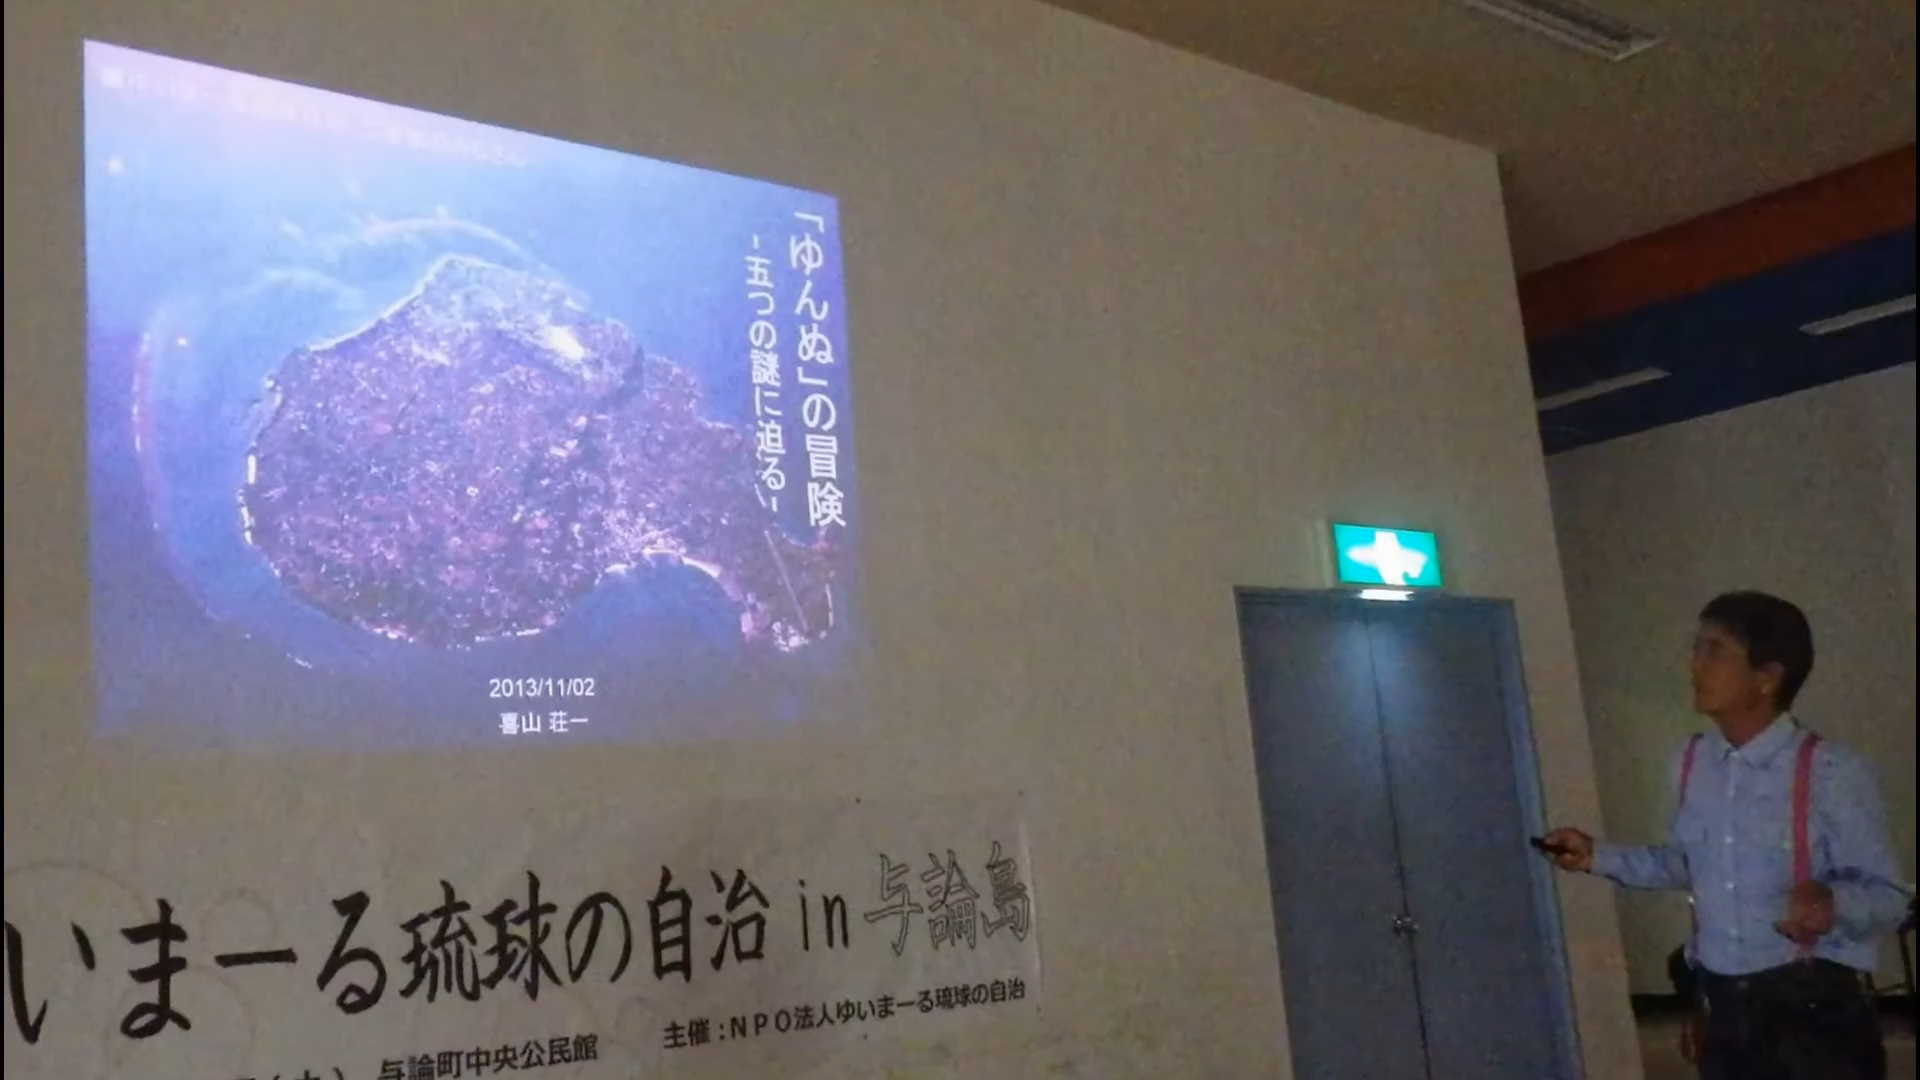 「ゆんぬ」の冒険
-五つの謎に迫る-
2013/11/02
喜山 荘一
いまーる琉球の自治 in 与論島
与論町中央公民館
主催:NPO法人ゆいまーる琉球の自治